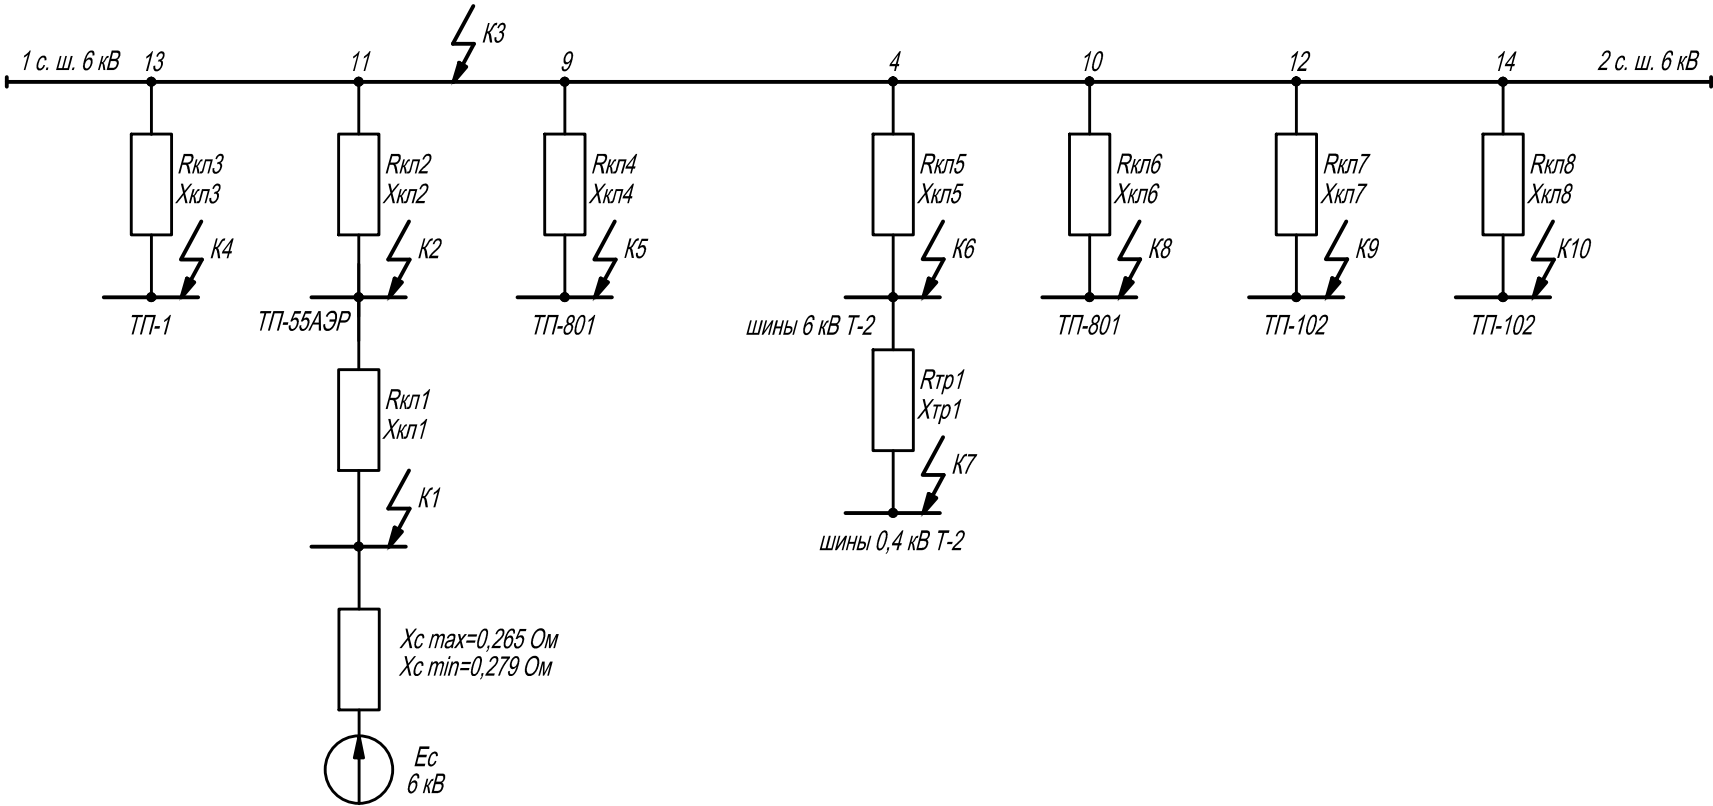 К3
1 с. ш. 6 кВ
13
11
9
4
10
12
14
2 с. ш. 6 кВ
Rкл3
Xкл3
Rкл2
Xкл2
Rкл4
Xкл4
Rкл5
Xкл5
Rкл6
Xкл6
Rкл7
Xкл7
Rкл8
Xкл8
К4
К2
К5
К6
К8
К9
К10
ТП-1
ТП-55АЭР
ТП-801
шины 6 кВ Т-2
ТП-801
ТП-102
ТП-102
Rкл1
Xкл1
Rтр1
Xтр1
К1
К7
шины 0,4 кВ Т-2
Xc max=0,265 Ом
Xc min=0,279 Ом
Ес
6 кВ